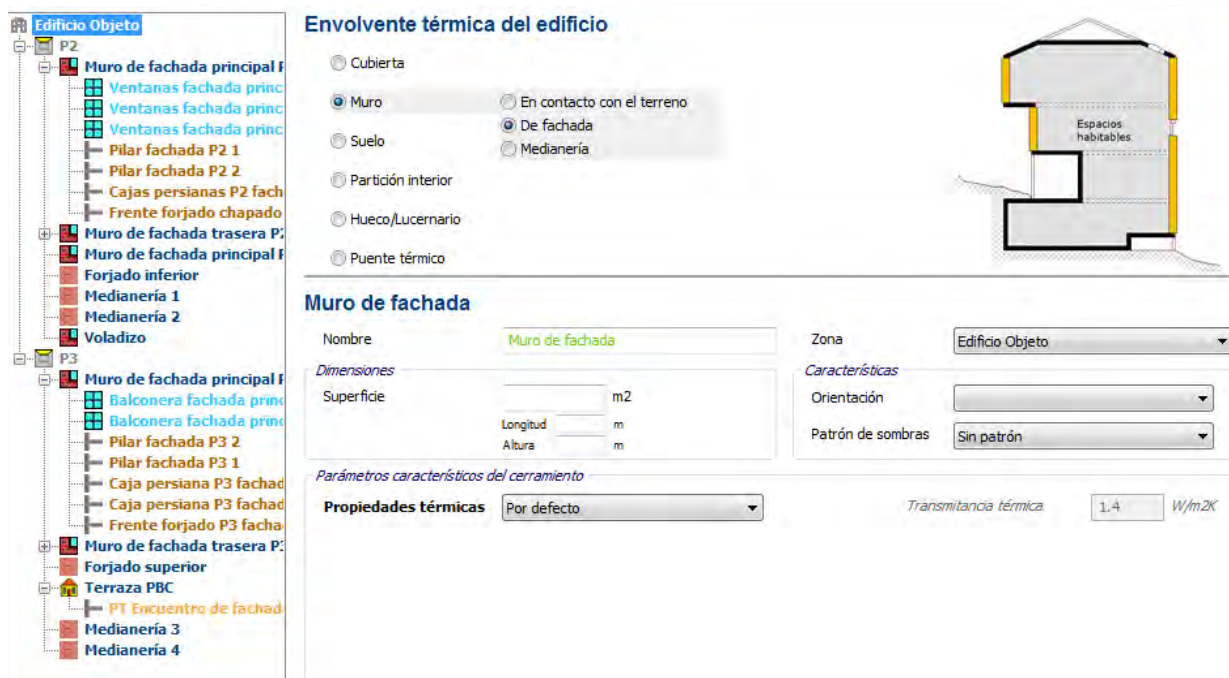 Edificio Objeto
P2
Muro de fachada principal P
Ventanas fachada princ
Ventanas fachada princ
Ventanas fachada princ
Pilar fachada P2 1
Pilar fachada P2 2
Cajas persianas P2 fach
Frente forjado chapado
Muro de fachada trasera P2
Muro de fachada principal P
Forjado inferior
Medianería 1
Medianería 2
Voladizo
P3
Muro de fachada principal P
Balconera fachada princ
Balconera fachada princ
Pilar fachada P3 2
Pilar fachada P3 1
Caja persiana P3 fachad
Caja persiana P3 fachad
Frente forjado P3 facha
Muro de fachada trasera P3
Forjado superior
Terraza PBC
PT Encuentro de fachad
Medianería 3
Medianería 4
Envolvente térmica del edificio
Cubierta
Muro
En contacto con el terreno
De fachada
Medianería
Suelo
Partición interior
Hueco/Lucernario
Puente térmico
Espacios
habitables
Muro de fachada
Nombre Muro de fachada Zona Edificio Objeto
Dimensiones Características
Superficie m2 Orientación
Longitud m
Altura m
Patrón de sombras Sin patrón
Parámetros característicos del cerramiento
Propiedades térmicas Por defecto Transmitancia térmica 1.4 W/m2K